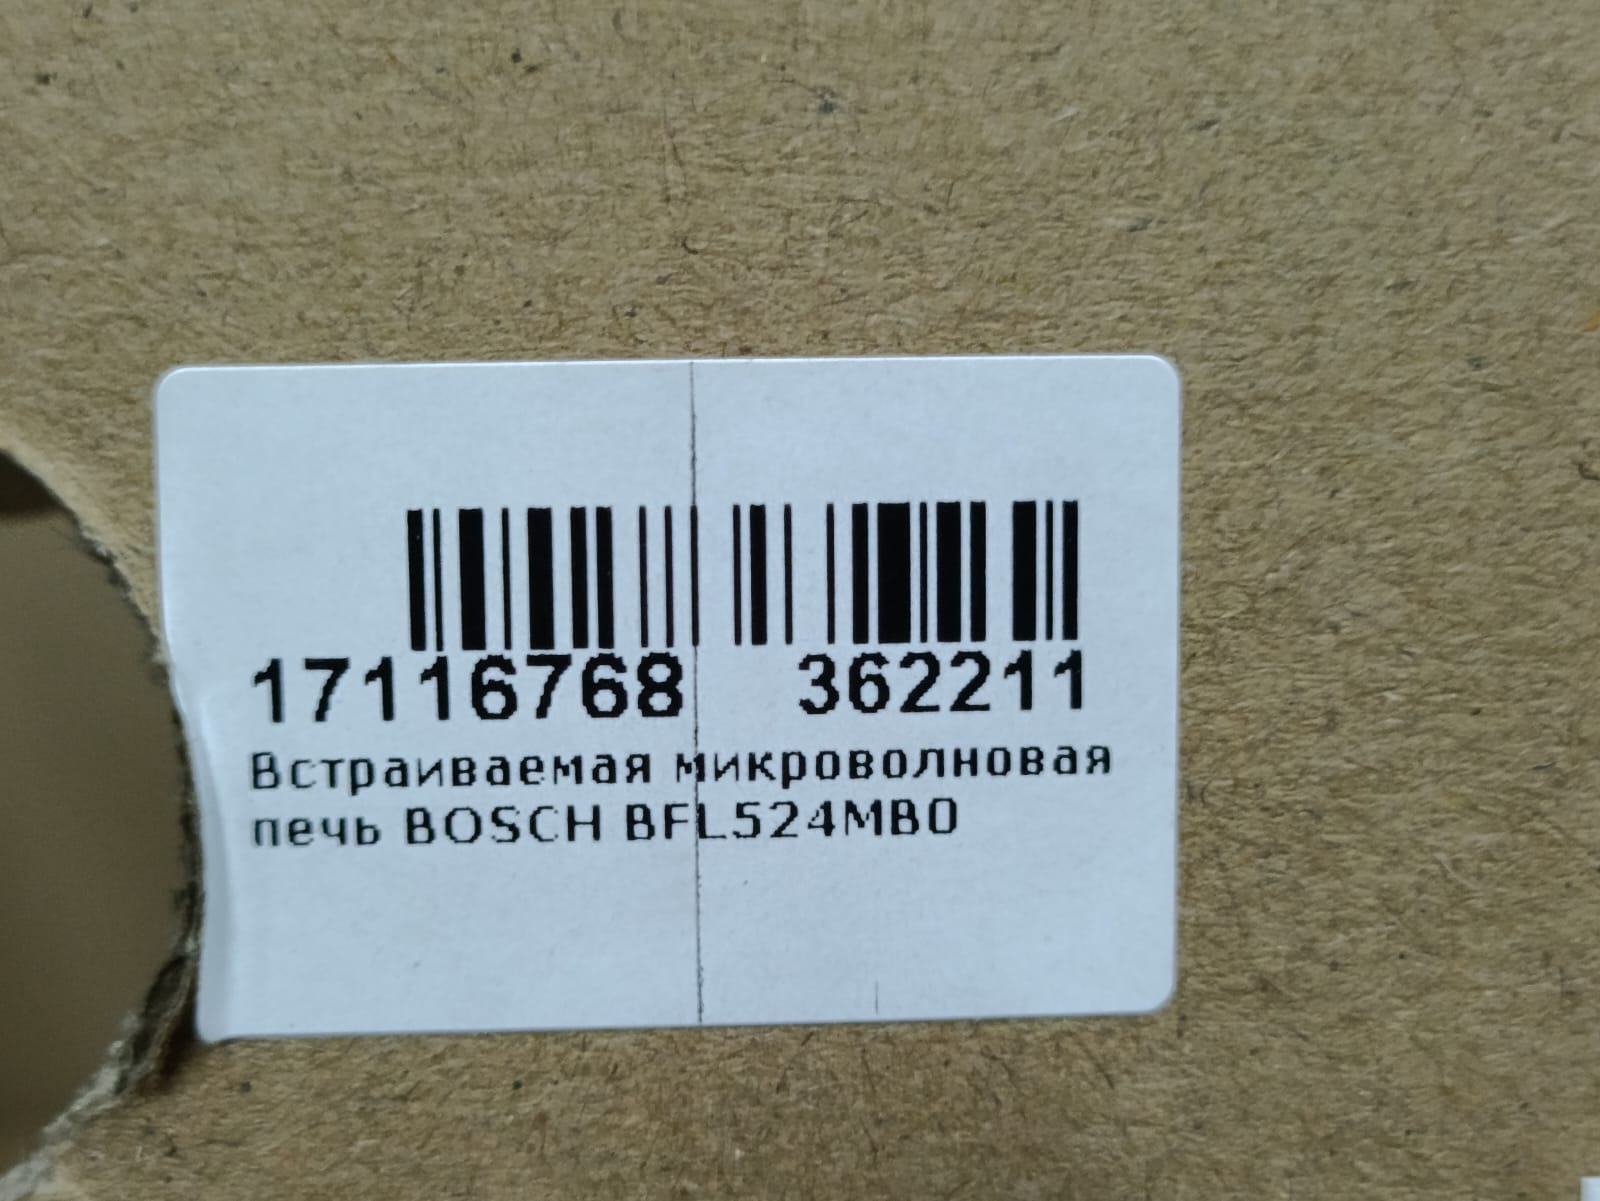 17116768 362211
Встраиваемая микроволновая
печь BOSCH BFL524MB0